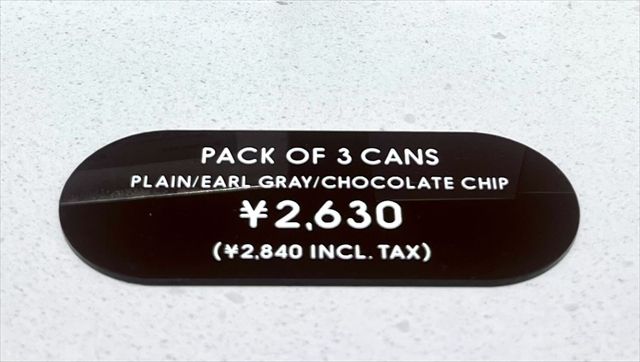 PACK OF 3 CANS
PLAIN/EARL GRAY/CHOCOLATE CHIP
¥2,630
(¥2,840 INCL. TAX)